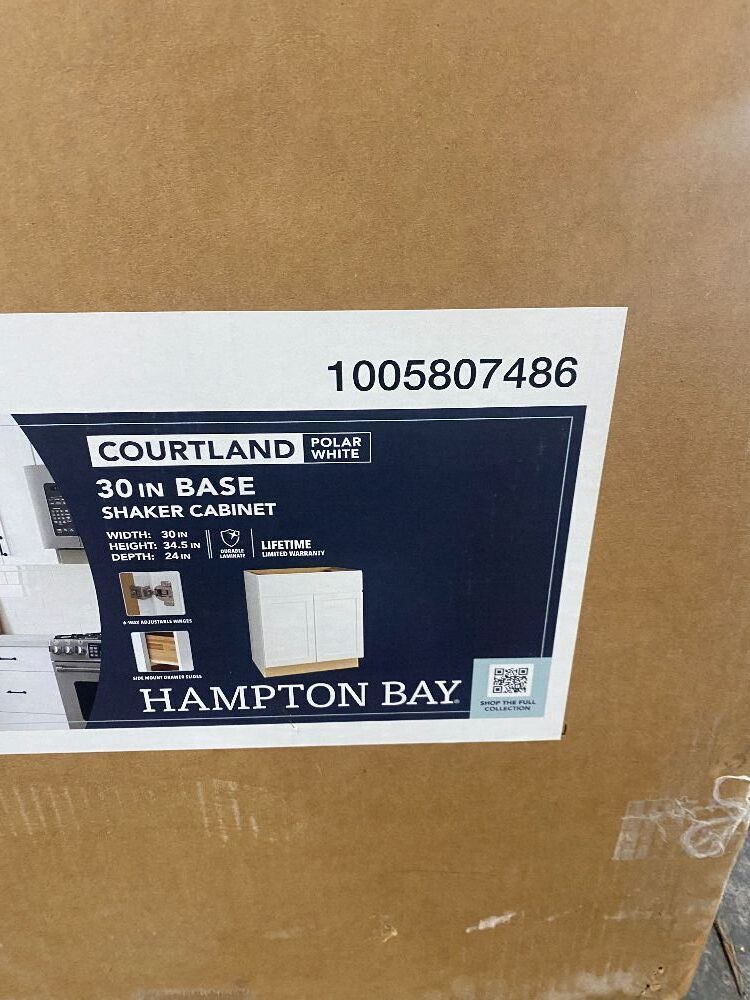 1005807486
COURTLAND POLAR WHITE
30 IN BASE
SHAKER CABINET
WIDTH: 30 IN
HEIGHT: 34.5 IN
DEPTH: 24 IN
DURABLE
LAMINATE
LIFETIME
LIMITED WARRANTY
6-WAY ADJUSTABLE HINGES
SIDE MOUNT DRAWER SLIDES
HAMPTON BAY®
SHOP THE FULL
COLLECTION